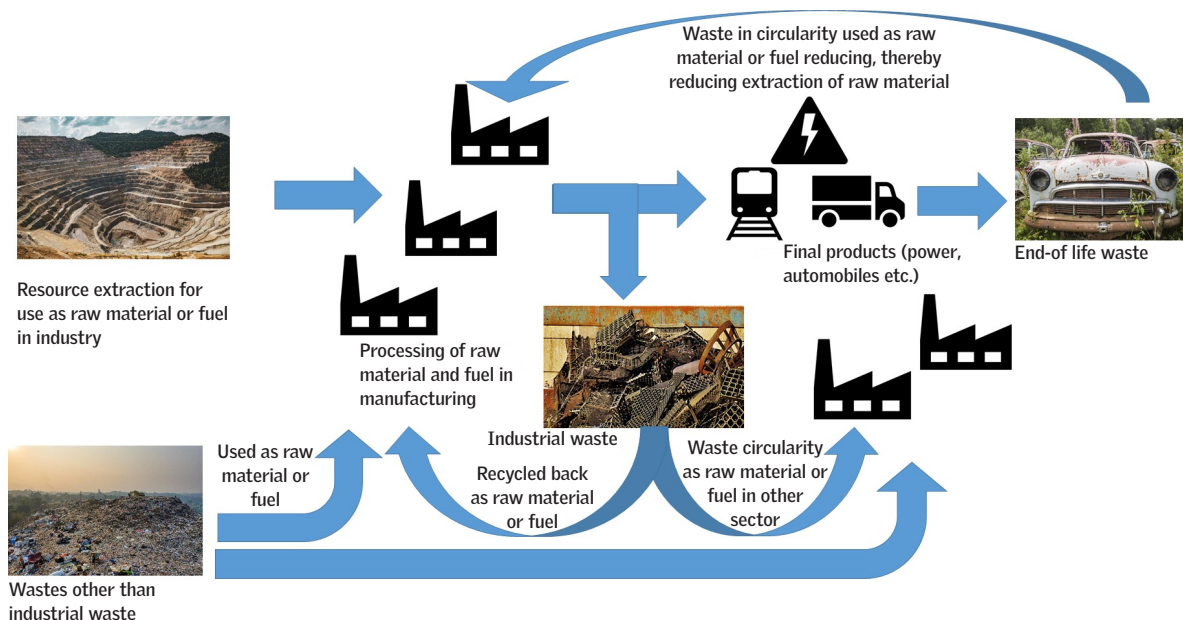 Waste in circularity used as raw
material or fuel reducing, thereby
reducing extraction of raw material
Resource extraction for
use as raw material or fuel
in industry
Processing of raw
material and fuel in
manufacturing
Final products (power,
automobiles etc.)
End-of life waste
Industrial waste
Used as raw
material or
fuel
Recycled back
as raw material
or fuel
Waste circularity
as raw material or
fuel in other
sector
Wastes other than
industrial waste